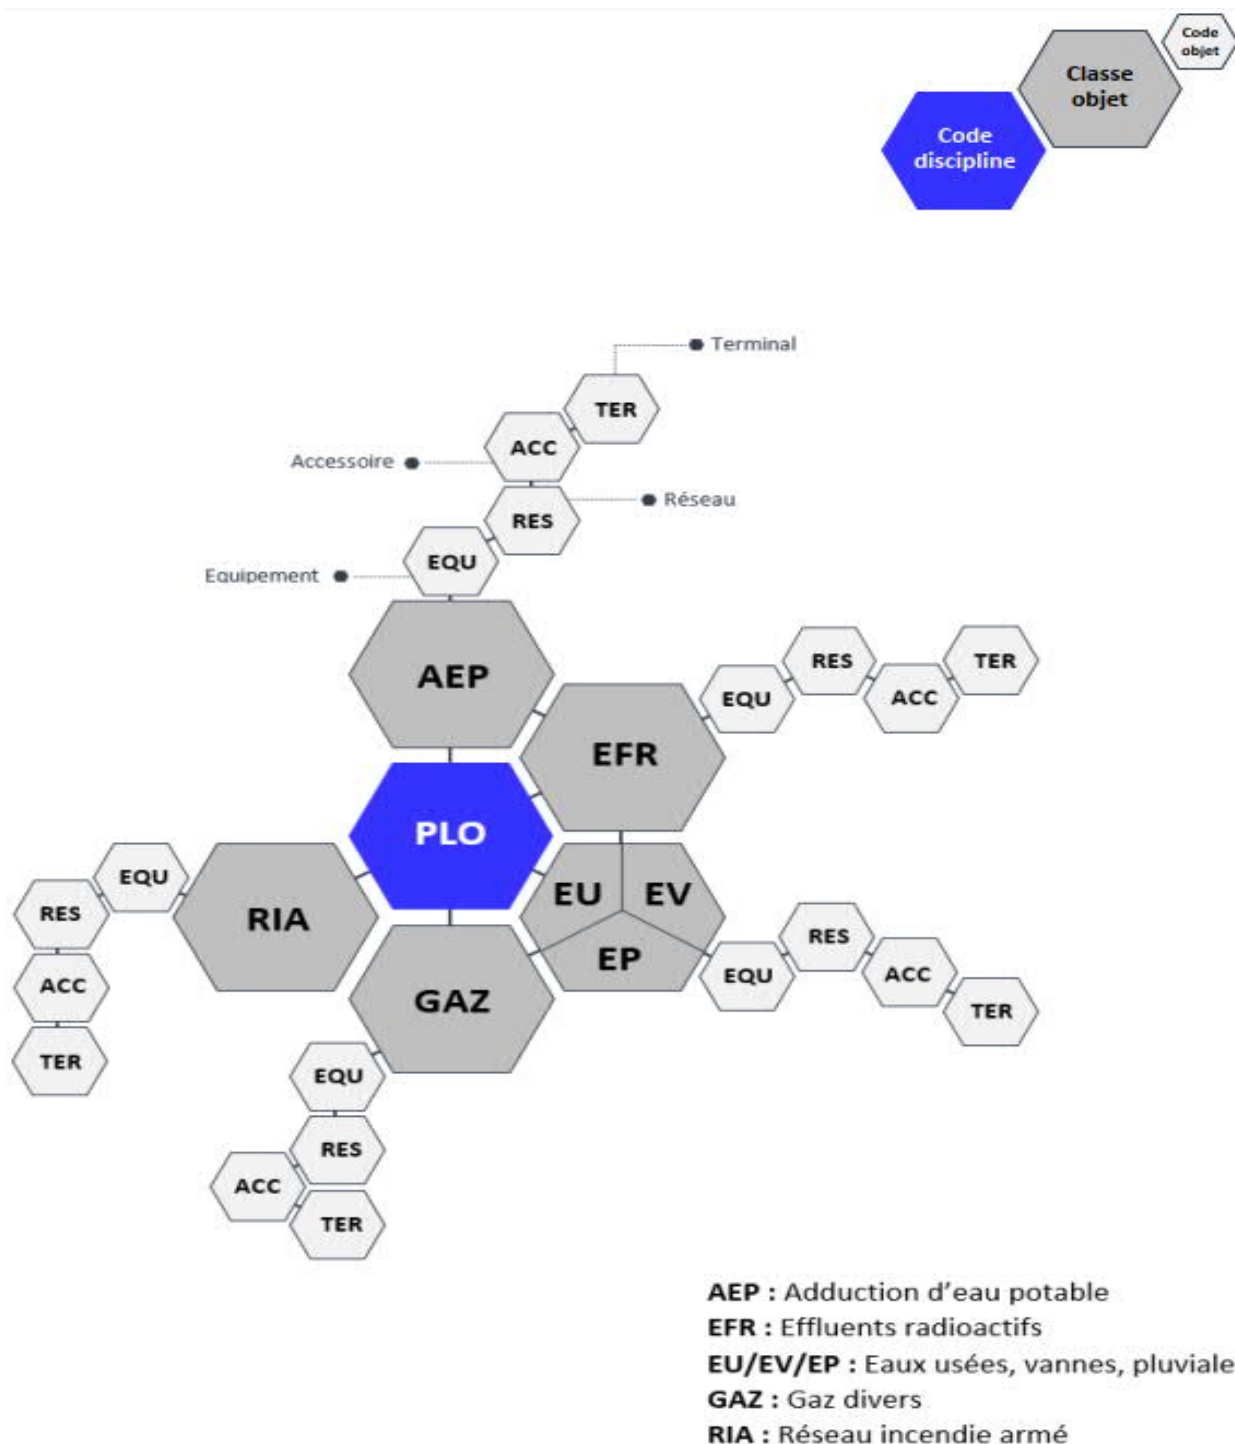 Code
objet
Classe
objet
Code
discipline
Terminal
TER
ACC
Accessoire
Réseau
RES
EQU
Equipement
AEP
RES
TER
EQU
ACC
EFR
PLO
EQU
RES
RIA
EU
EV
EP
RES
EQU
ACC
TER
ACC
TER
GAZ
EQU
RES
ACC
TER
AEP : Adduction d'eau potable
EFR : Effluents radioactifs
EU/EV/EP : Eaux usées, vannes, pluviale
GAZ : Gaz divers
RIA : Réseau incendie armé